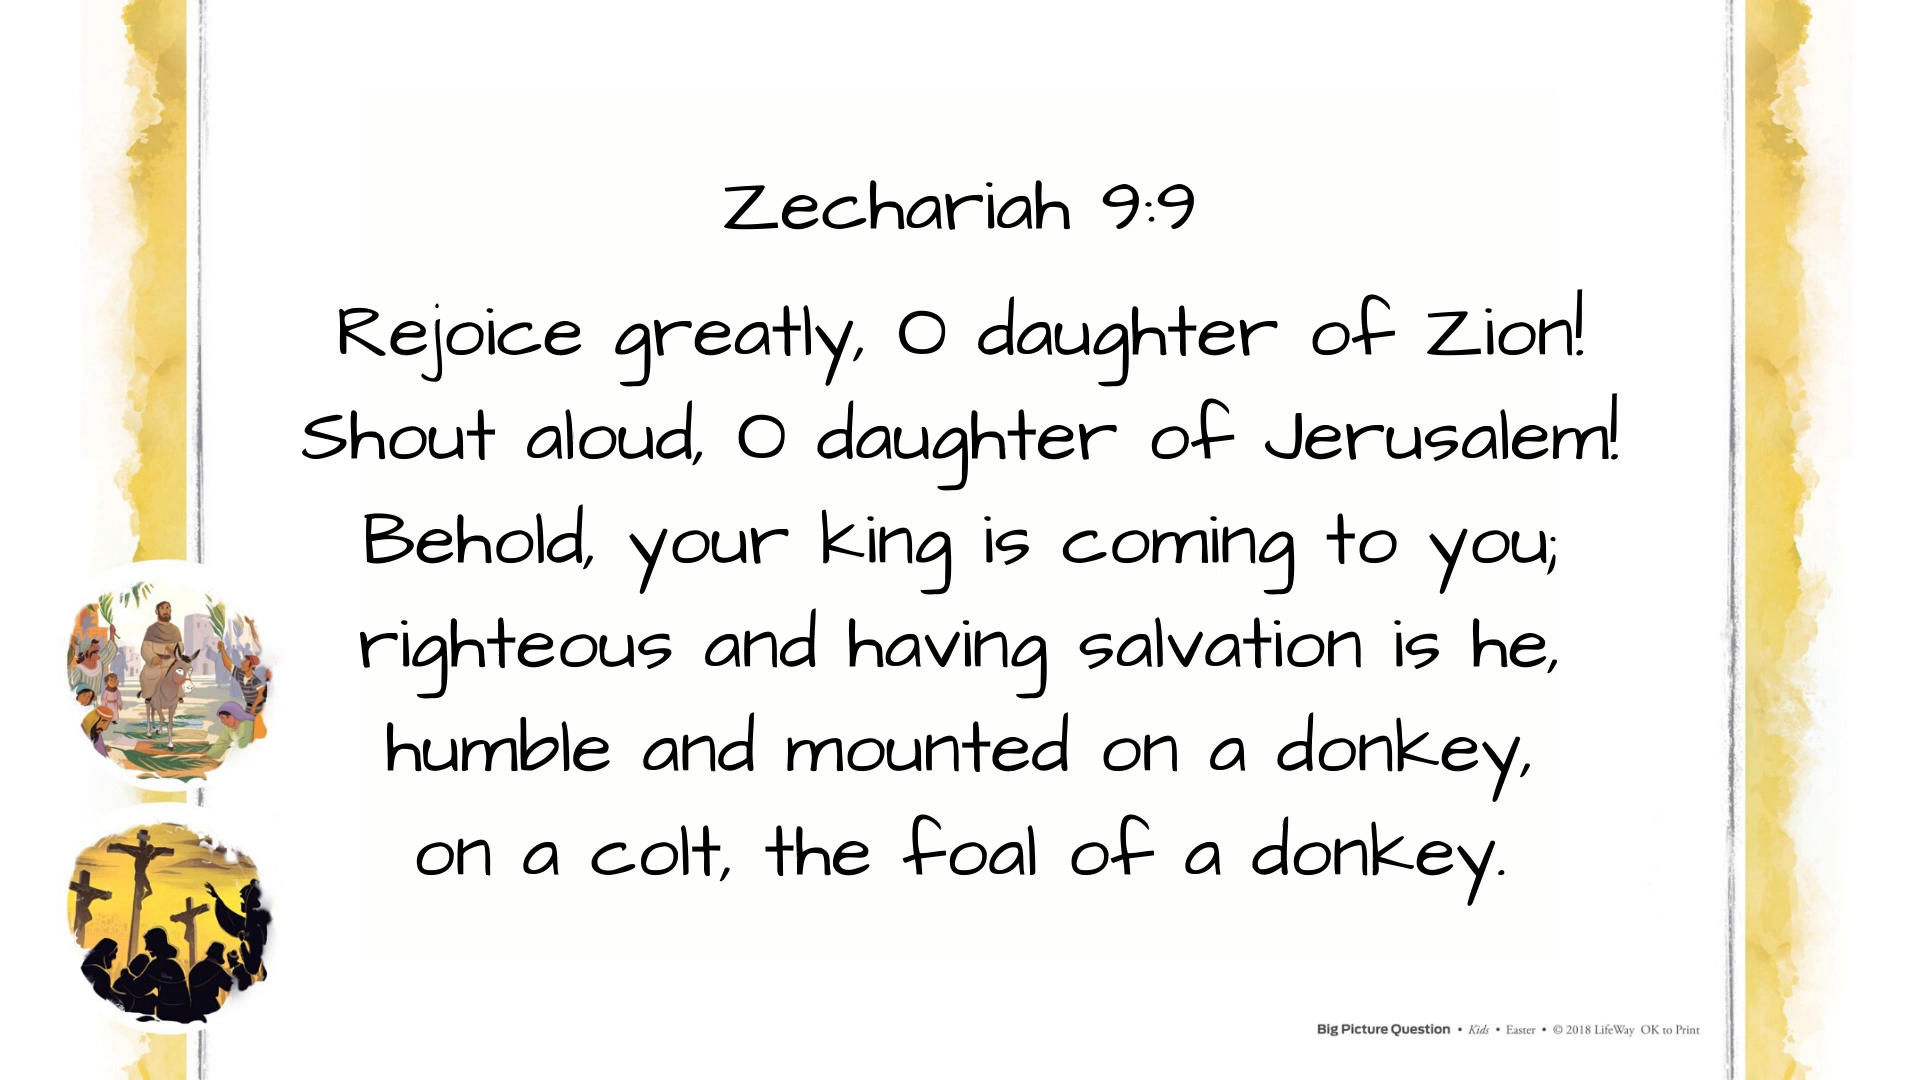 Zechariah 9:9
Rejoice greatly, O daughter of Zion!
Shout aloud, O daughter of Jerusalem!
Behold, your king is coming to you;
righteous and having salvation is he,
humble and mounted on a donkey,
on a colt, the foal of a donkey.
Big Picture Question • Kids • Easter • © 2018 LifeWay OK to Print